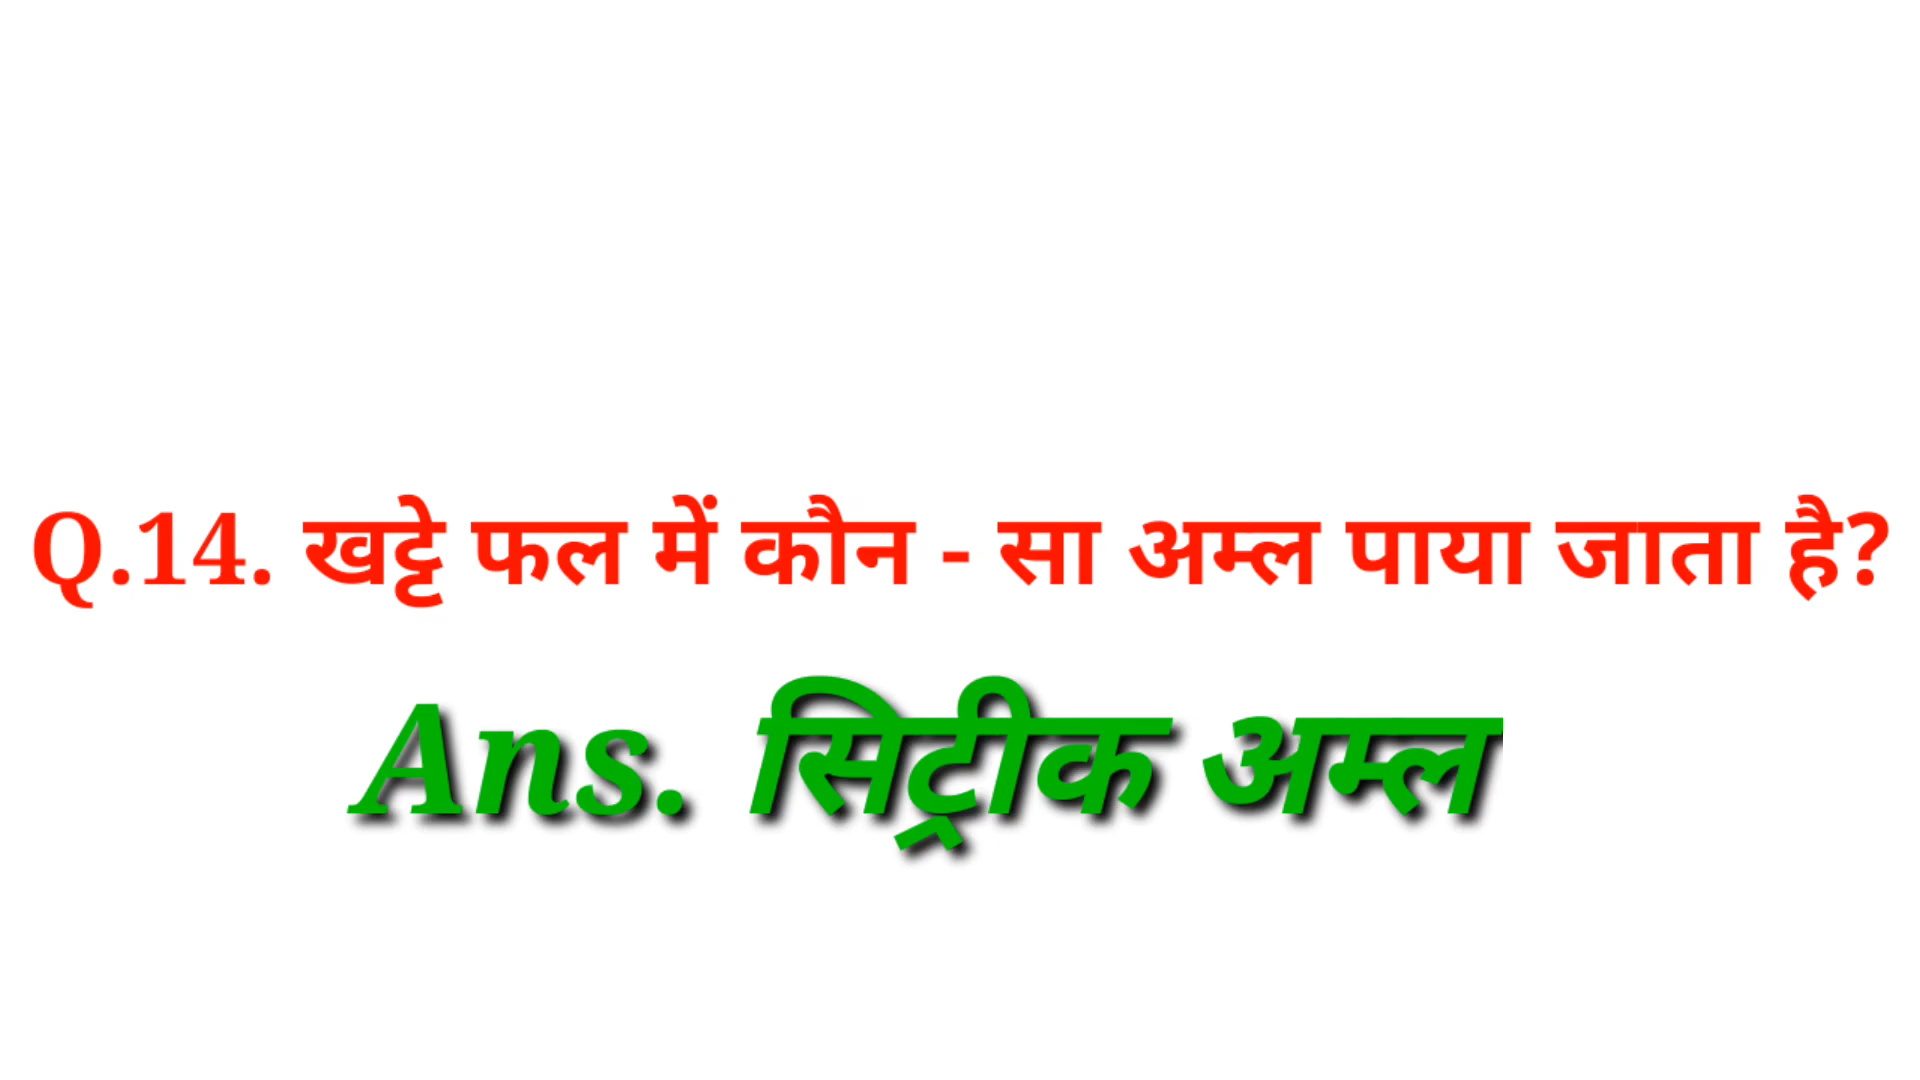 Q.14. खट्टे फल में कौन - सा अम्ल पाया जाता है?
Ans. सिट्रीक अम्ल